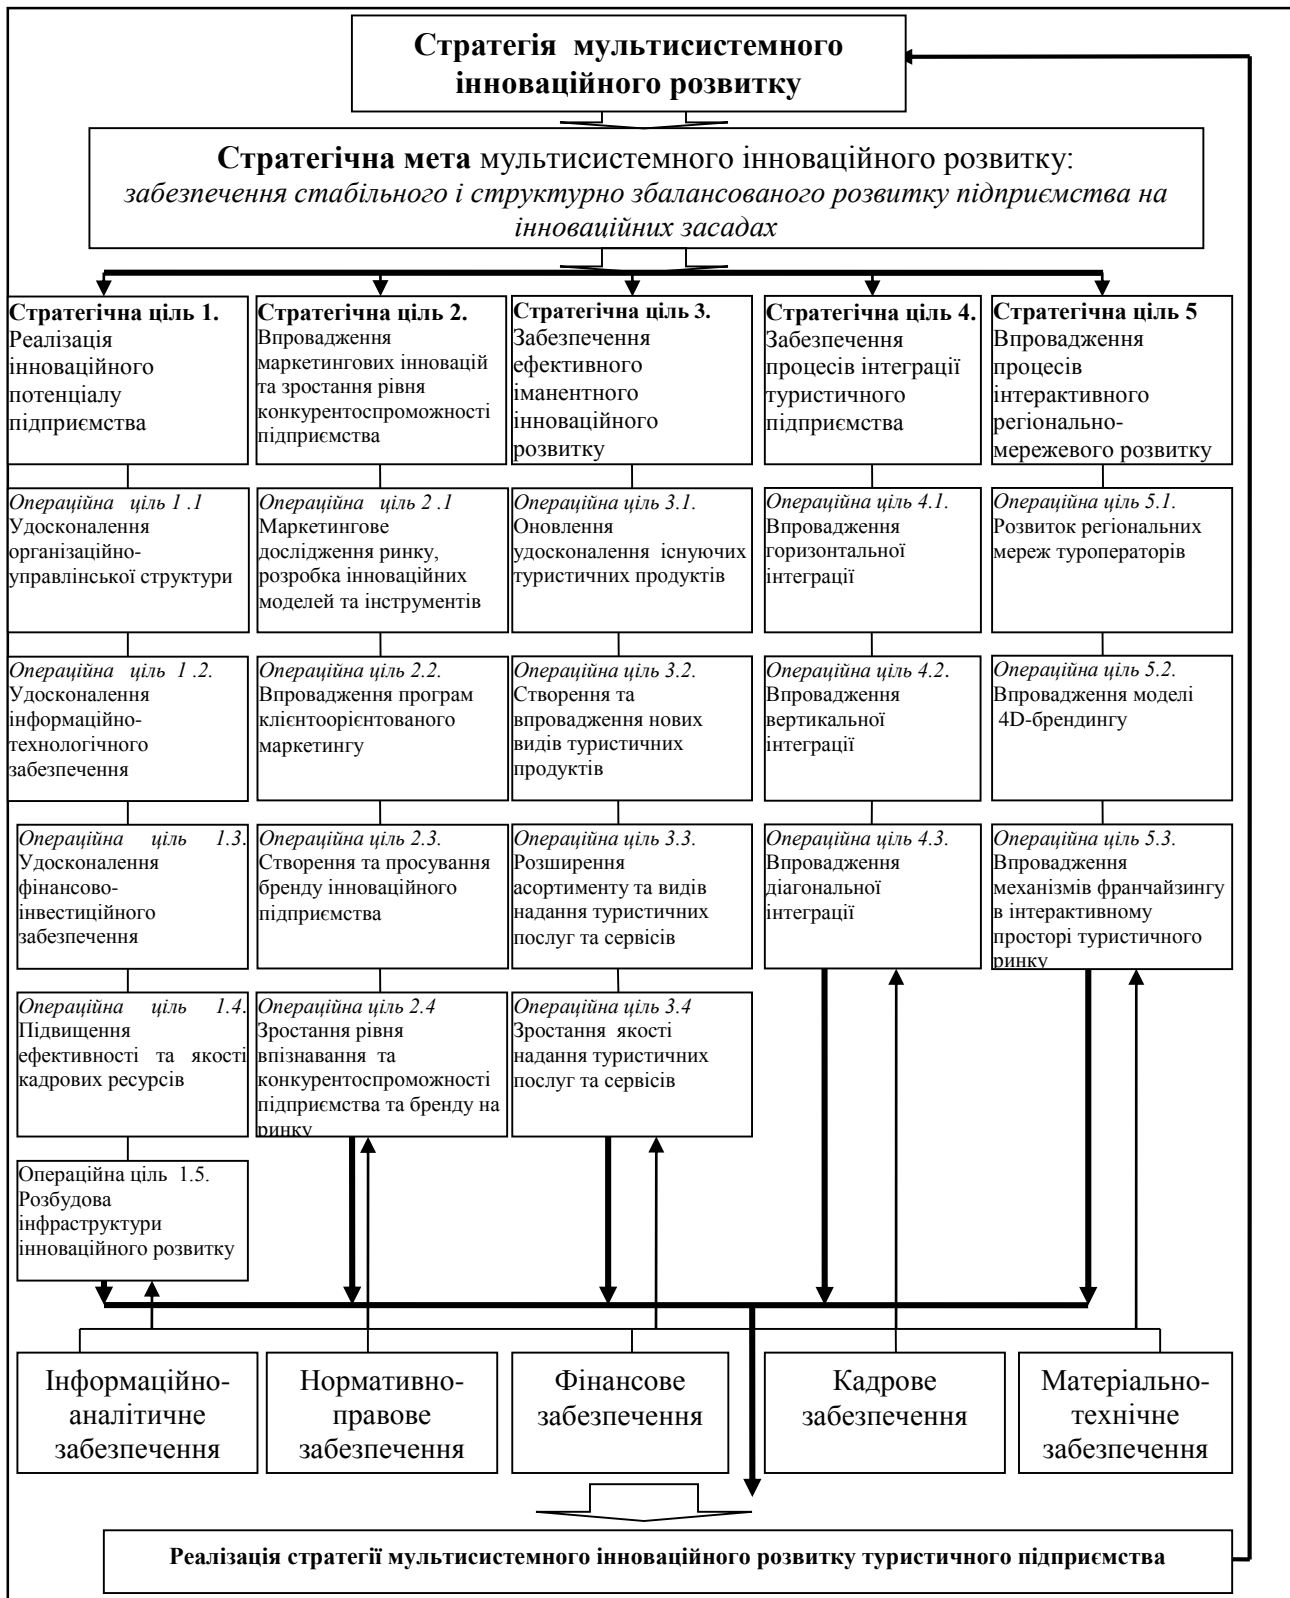 Стратегія мультисистемного
інноваційного розвитку
Стратегічна мета мультисистемного інноваційного розвитку:
забезпечення стабільного і структурно збалансованого розвитку підприємства на
інноваційних засадах
Стратегічна ціль 1.
Реалізація
інноваційного
потенціалу
підприємства
Стратегічна ціль 2.
Впровадження
маркетингових інновацій
та зростання рівня
конкурентоспроможності
підприємства
Стратегічна ціль 3.
Забезпечення
ефективного
іманентного
інноваційного
розвитку
Стратегічна ціль 4.
Забезпечення
процесів інтеграції
туристичного
підприємства
Стратегічна ціль 5
Впровадження
процесів
інтерактивного
регіонально-
мережевого розвитку
Операційна ціль 1 .1
Удосконалення
організаційно-
управлінської структури
Операційна ціль 2 .1
Маркетингове
дослідження ринку,
розробка інноваційних
моделей та інструментів
Операційна ціль 3.1.
Оновлення
удосконалення існуючих
туристичних продуктів
Операційна ціль 4.1.
Впровадження
горизонтальної
інтеграції
Операційна ціль 5.1.
Розвиток регіональних
мереж туроператорів
Операційна ціль 1 .2.
Удосконалення
інформаційно-
технологічного
забезпечення
Операційна ціль 2.2.
Впровадження програм
клієнтоорієнтованого
маркетингу
Операційна ціль 3.2.
Створення та
впровадження нових
видів туристичних
продуктів
Операційна ціль 4.2.
Впровадження
вертикальної
інтеграції
Операційна ціль 5.2.
Впровадження моделі
4D-брендингу
Операційна ціль 1.3.
Удосконалення
фінансово-
інвестиційного
забезпечення
Операційна ціль 2.3.
Створення та просування
бренду інноваційного
підприємства
Операційна ціль 3.3.
Розширення
асортименту та видів
надання туристичних
послуг та сервісів
Операційна ціль 4.3.
Впровадження
діагональної
інтеграції
Операційна ціль 5.3.
Впровадження
механізмів франчайзингу
в інтерактивному
просторі туристичного
ринку
Операційна ціль 1.4.
Підвищення
ефективності та якості
кадрових ресурсів
Операційна ціль 2.4
Зростання рівня
впізнавання та
конкурентоспроможності
підприємства та бренду на
ринку
Операційна ціль 3.4
Зростання якості
надання туристичних
послуг та сервісів
Операційна ціль 1.5.
Розбудова
інфраструктури
інноваційного розвитку
Інформаційно-
аналітичне
забезпечення
Нормативно-
правове
забезпечення
Фінансове
забезпечення
Кадрове
забезпечення
Матеріально-
технічне
забезпечення
Реалізація стратегії мультисистемного інноваційного розвитку туристичного підприємства